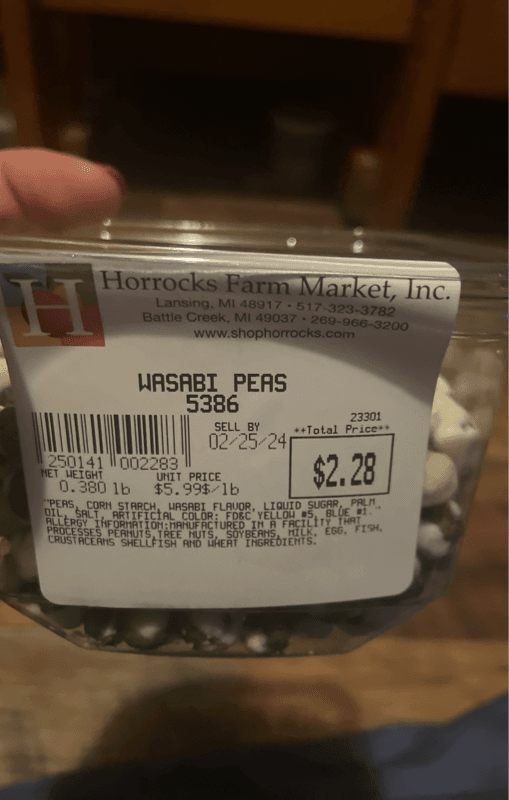 H
Horrocks Farm Market, Inc.
Lansing, MI 48917 • 517-323-3782
Battle Creek, MI 49037 • 269-966-3200
www.shophorrocks.com
WASABI PEAS
5386
SELL BY
02/25/24
23301
**Total Price**
$2.28
250141 002283
NET WEIGHT
0.380 lb
UNIT PRICE
$5.99$/lb
"PEAS, CORN STARCH, WASABI FLAVOR, LIQUID SUGAR, PALM
OIL, SALT, ARTIFICIAL COLOR: FD&C YELLOW #5, BLUE #1."
ALLERGY INFORMATION:MANUFACTURED IN A FACILITY THAT
PROCESSES PEANUTS,TREE NUTS, SOYBEANS, MILK, EGG, FISH,
CRUSTACEANS SHELLFISH AND WHEAT INGREDIENTS.